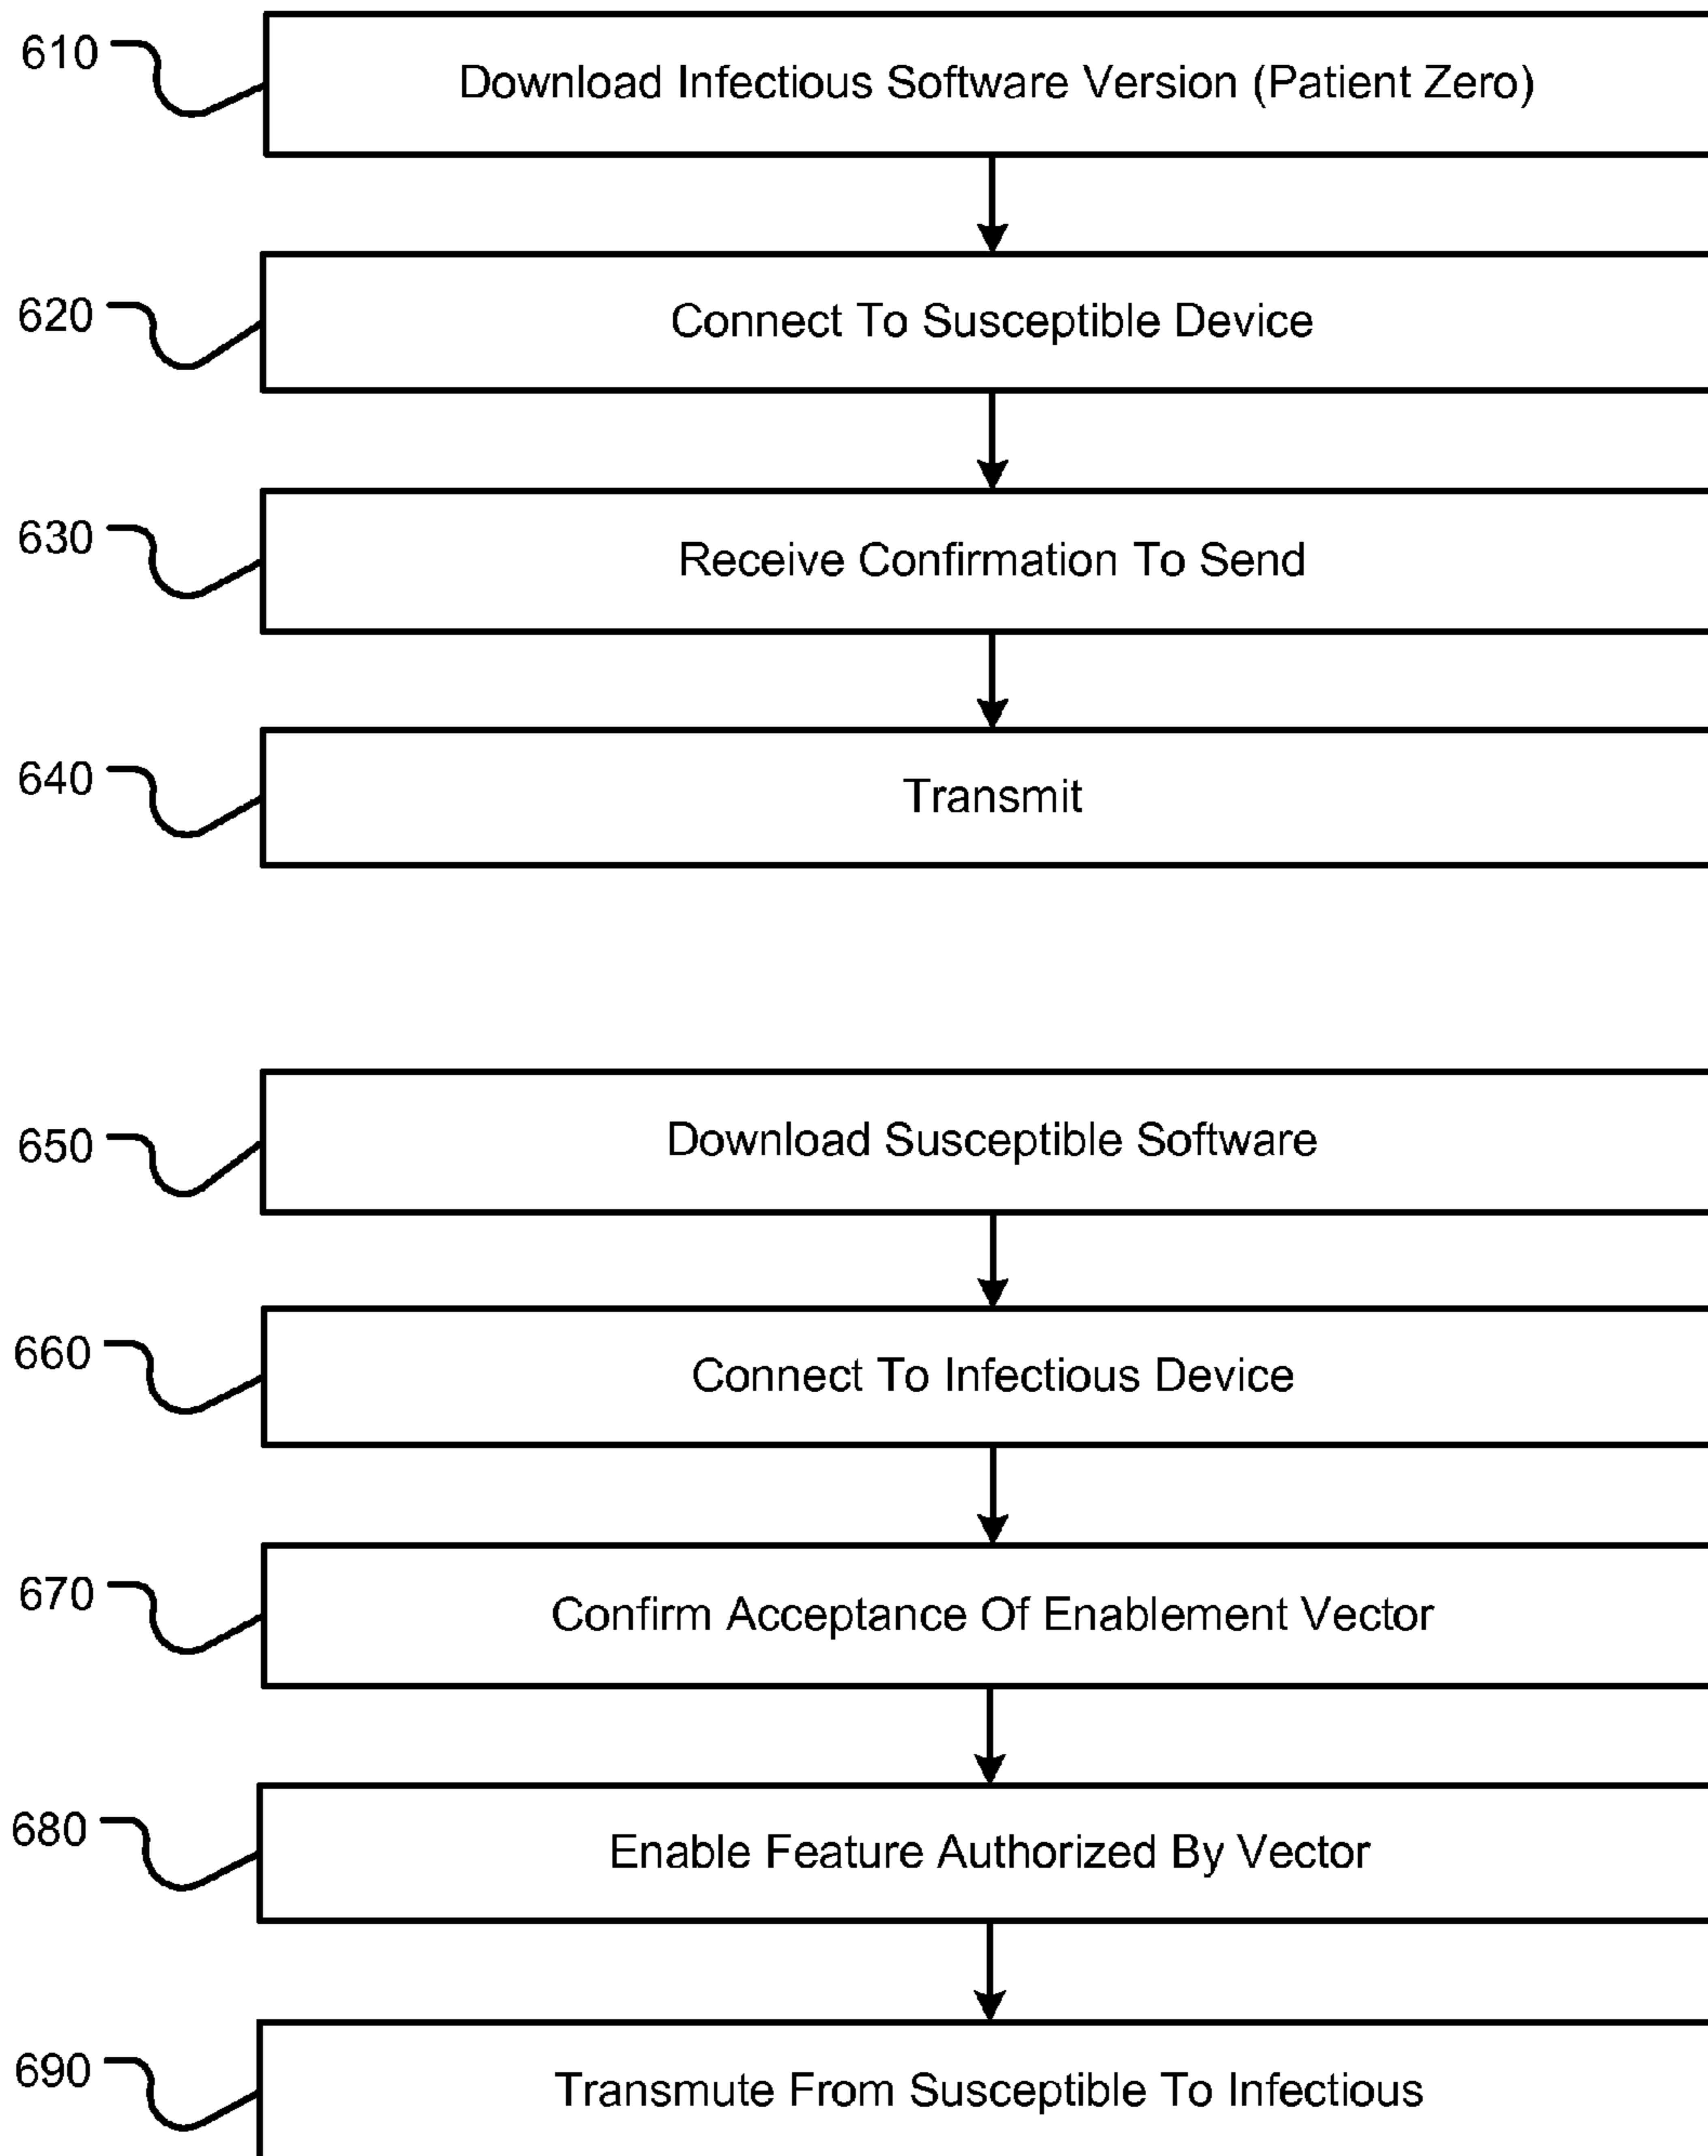 610
Download Infectious Software Version (Patient Zero)
620
Connect To Susceptible Device
630
Receive Confirmation To Send
640
Transmit
650
Download Susceptible Software
660
Connect To Infectious Device
670
Confirm Acceptance Of Enablement Vector
680
Enable Feature Authorized By Vector
690
Transmute From Susceptible To Infectious